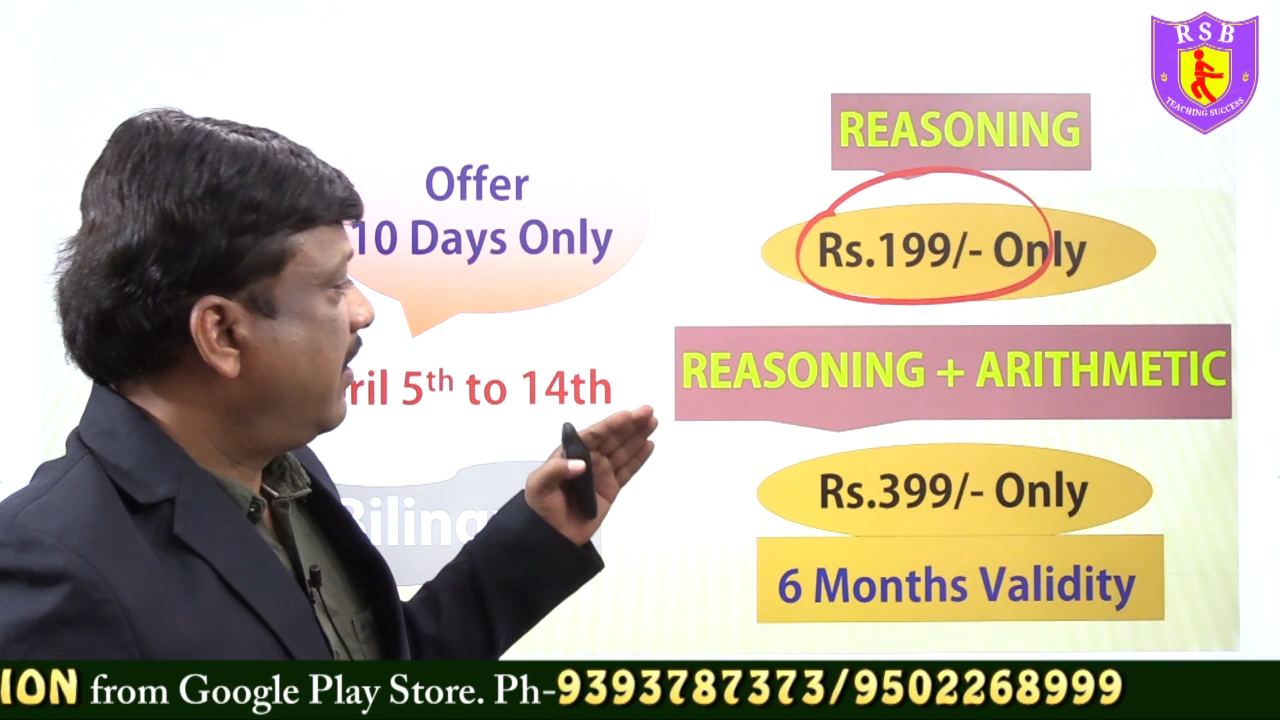 RSB
TEACHING SUCCESS
Offer
10 Days Only
ril 5th to 14th
Biling
REASONING
Rs.199/- Only
REASONING + ARITHMETIC
Rs.399/- Only
6 Months Validity
ION from Google Play Store. Ph-9393787373/9502268999